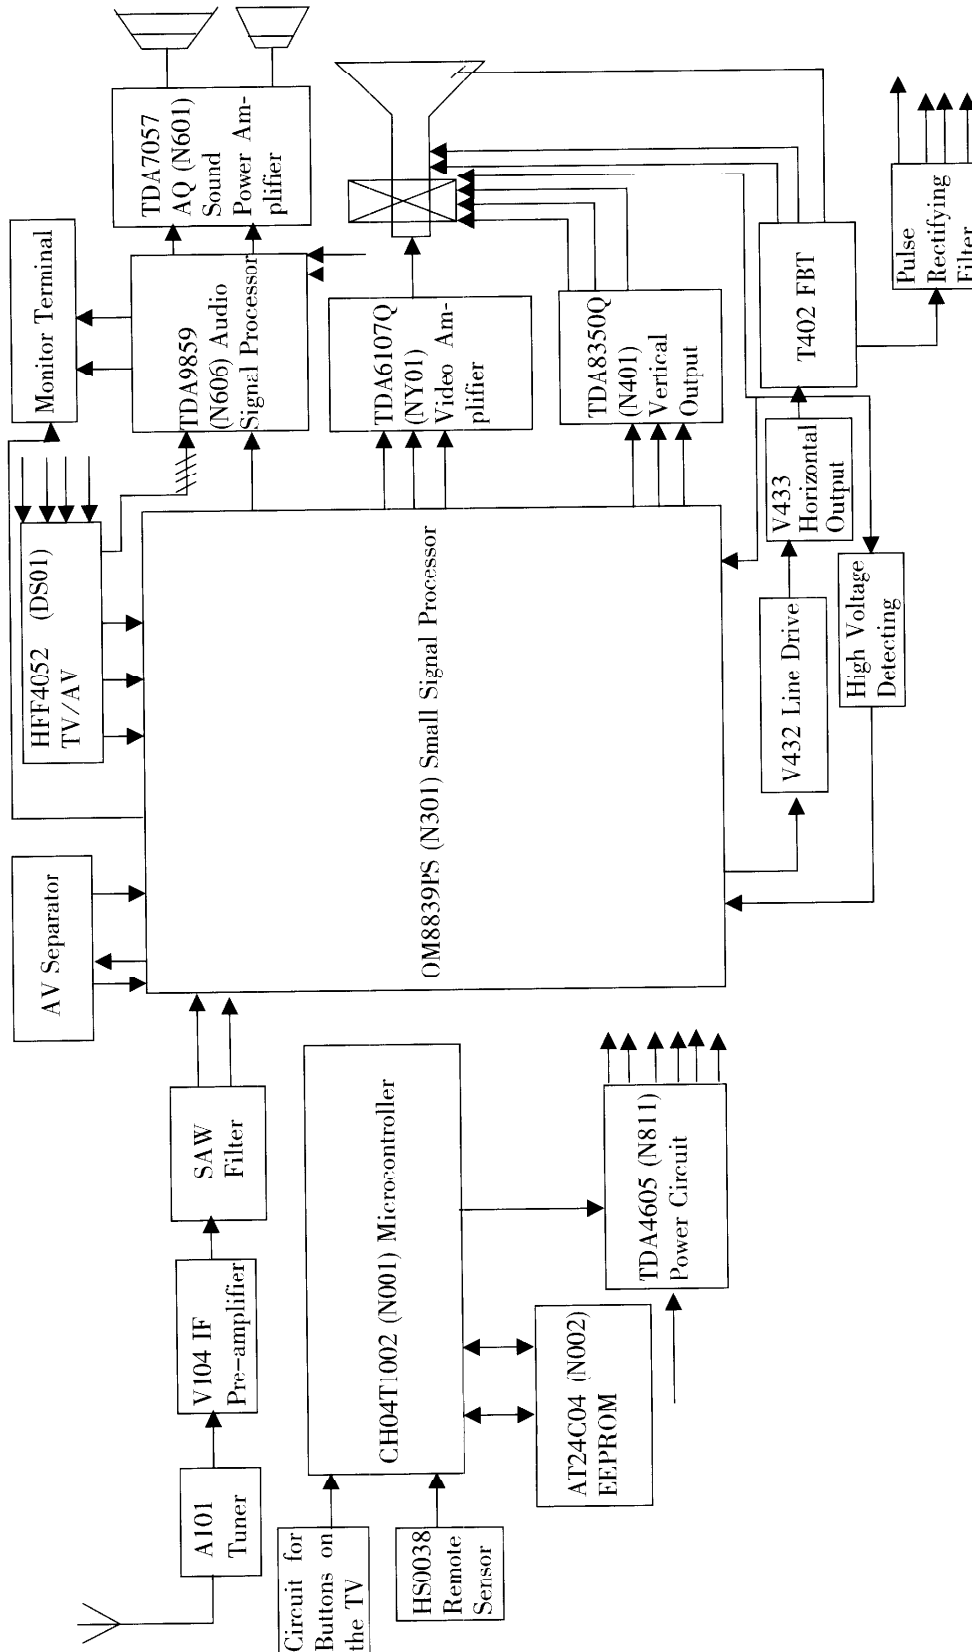 A101
Tuner
V104 IF
Pre-amplifier
SAW
Filter
AV Separator
HFF4052 (DS01)
TV/AV
Monitor Terminal
TDA9859
(N606) Audio
Signal Processor
TDA7057
AQ (N601)
Sound
Power Am-
plifier
Circuit for
Buttons on
the TV
HS0038
Remote
Sensor
CH04T1002 (N001) Microcontroller
AT24C04 (N002)
EEPROM
TDA4605 (N811)
Power Circuit
OM8839PS (N301) Small Signal Processor
TDA6107Q
(NY01)
Video Am-
plifier
TDA8350Q
(N401)
Vertical
Output
V432 Line Drive
V433
Horizontal
Output
T402 FBT
High Voltage
Detecting
Pulse
Rectifying
Filter